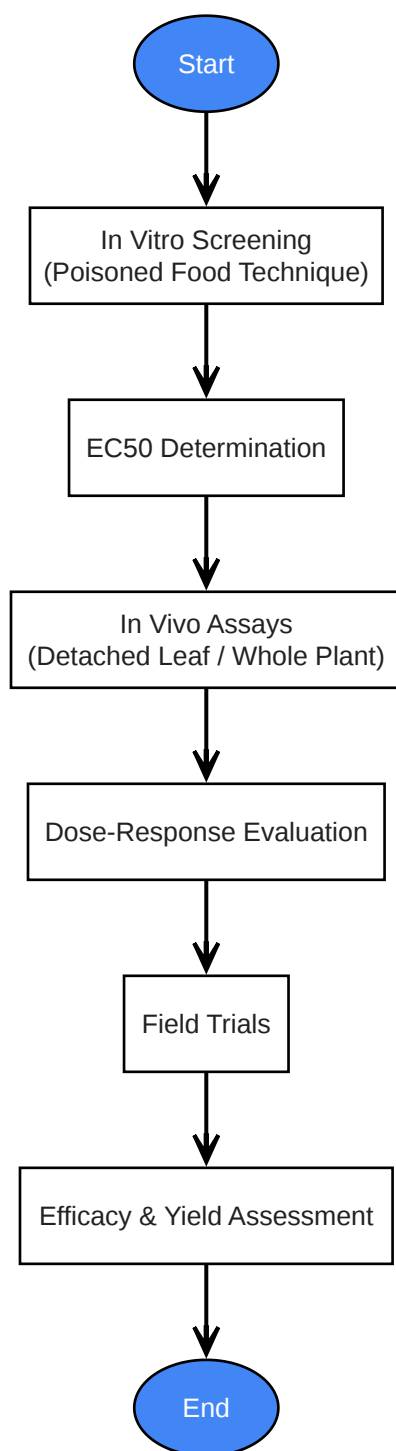 Start
In Vitro Screening
(Poisoned Food Technique)
EC50 Determination
In Vivo Assays
(Detached Leaf / Whole Plant)
Dose-Response Evaluation
Field Trials
Efficacy & Yield Assessment
End